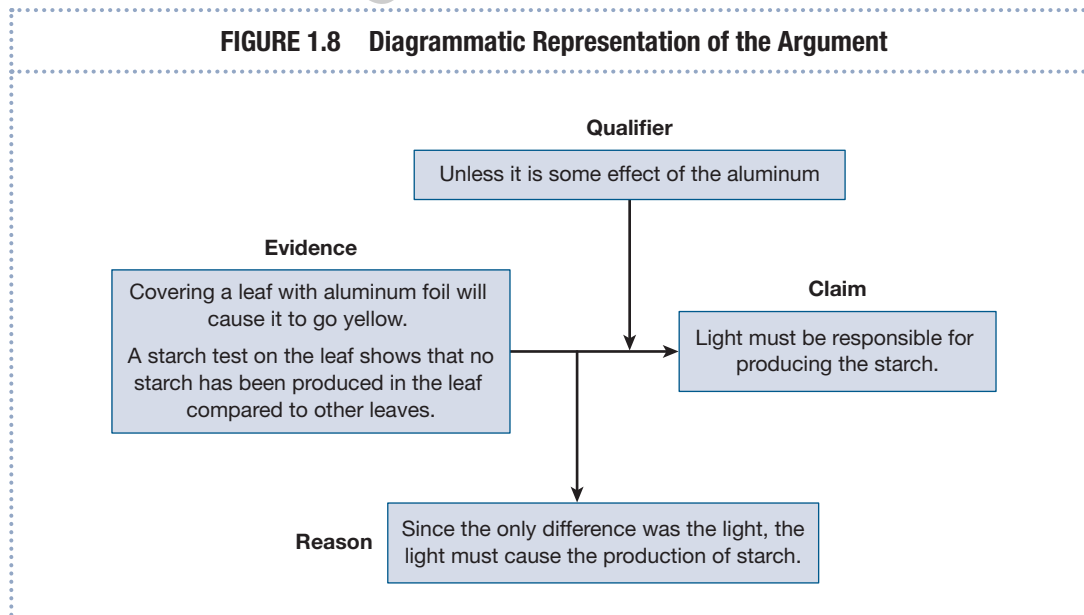 FIGURE 1.8 Diagrammatic Representation of the Argument
Qualifier
Unless it is some effect of the aluminum
Evidence
Covering a leaf with aluminum foil will
cause it to go yellow.
A starch test on the leaf shows that no
starch has been produced in the leaf
compared to other leaves.
Claim
Light must be responsible for
producing the starch.
Reason
Since the only difference was the light, the
light must cause the production of starch.